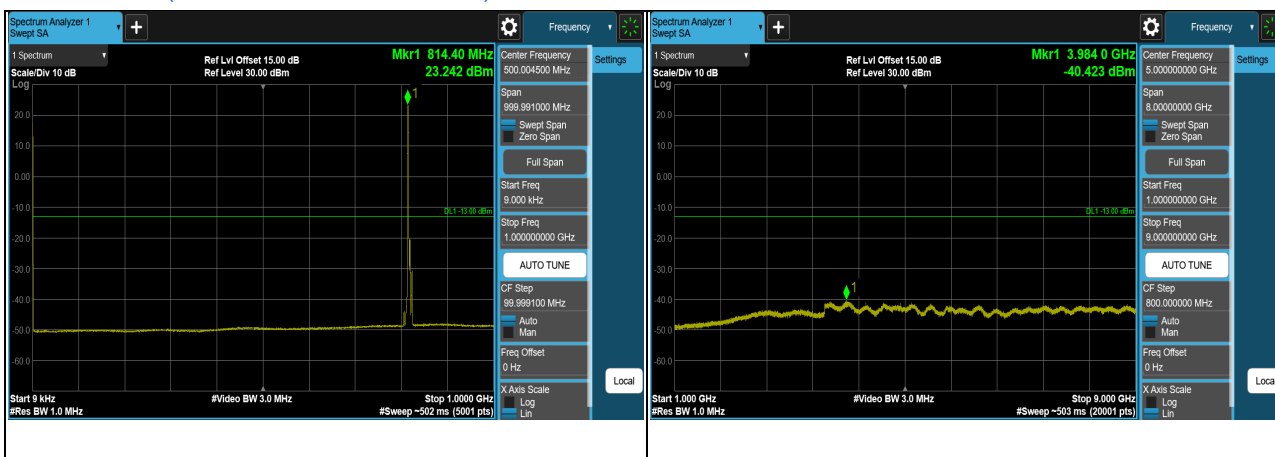 Spectrum Analyzer 1
Swept SA
+
Frequency
1 Spectrum
Scale/Div 10 dB
Log
Ref Lvl Offset 15.00 dB
Ref Level 30.00 dBm
Mkr1 814.40 MHz
23.242 dBm
1
20.0
10.0
0.00
-10.0
-20.0
-30.0
-40.0
-50.0
-60.0
DL1 -13.00 dBm
Start 9 kHz
#Res BW 1.0 MHz
#Video BW 3.0 MHz
Stop 1.0000 GHz
#Sweep ~502 ms (5001 pts)
Center Frequency
500.004500 MHz
Settings
Span
999.991000 MHz
Swept Span
Zero Span
Full Span
Start Freq
9.000 kHz
Stop Freq
1.000000000 GHz
AUTO TUNE
CF Step
99.999100 MHz
Auto
Man
Freq Offset
0 Hz
X Axis Scale
Log
Lin
Local
Spectrum Analyzer 1
Swept SA
+
Frequency
1 Spectrum
Scale/Div 10 dB
Log
Ref Lvl Offset 15.00 dB
Ref Level 30.00 dBm
Mkr1 3.984 0 GHz
-40.423 dBm
1
20.0
10.0
0.00
-10.0
-20.0
-30.0
-40.0
-50.0
-60.0
DL1 -13.00 dBm
Start 1.000 GHz
#Res BW 1.0 MHz
#Video BW 3.0 MHz
Stop 9.000 GHz
#Sweep ~503 ms (20001 pts)
Center Frequency
5.000000000 GHz
Settings
Span
8.00000000 GHz
Swept Span
Zero Span
Full Span
Start Freq
1.000000000 GHz
Stop Freq
9.000000000 GHz
AUTO TUNE
CF Step
800.000000 MHz
Auto
Man
Freq Offset
0 Hz
X Axis Scale
Log
Lin
Loca